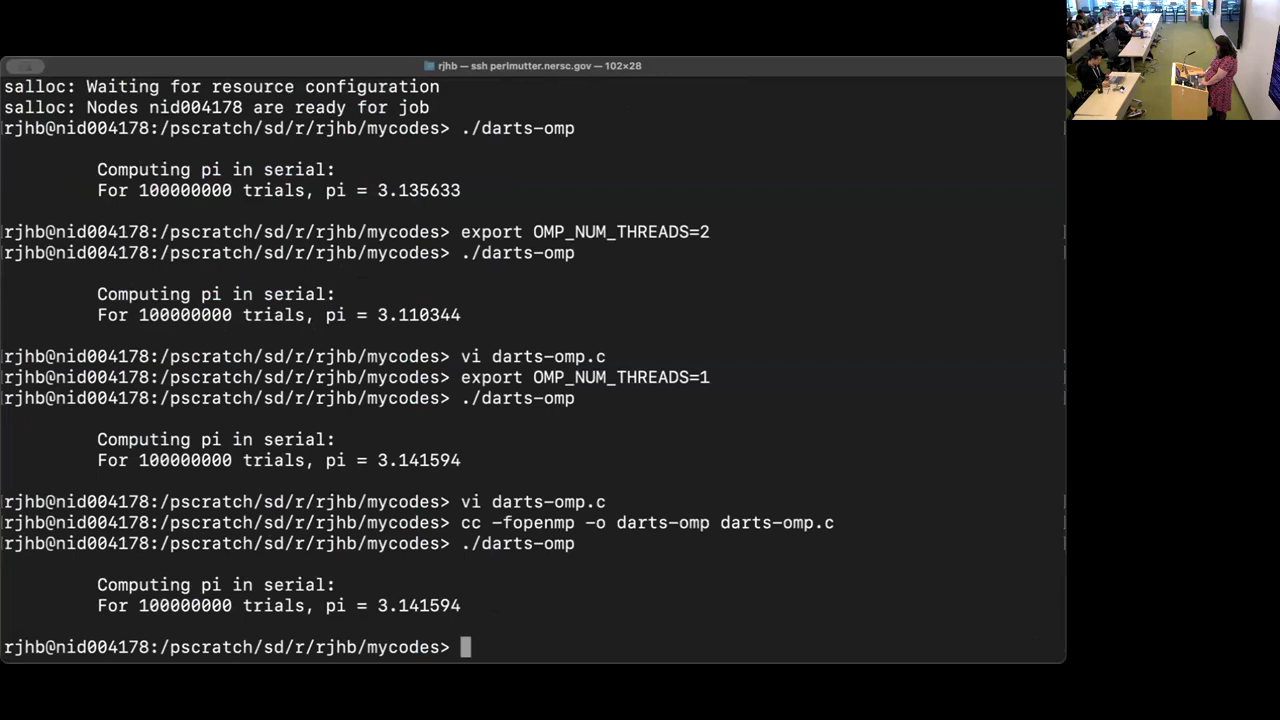 rjhb — ssh perlmutter.nersc.gov — 102×28
salloc: Waiting for resource configuration
salloc: Nodes nid004178 are ready for job
rjhb@nid004178:/pscratch/sd/r/rjhb/mycodes> ./darts-omp
Computing pi in serial:
For 100000000 trials, pi = 3.135633
rjhb@nid004178:/pscratch/sd/r/rjhb/mycodes> export OMP_NUM_THREADS=2
rjhb@nid004178:/pscratch/sd/r/rjhb/mycodes> ./darts-omp
Computing pi in serial:
For 100000000 trials, pi = 3.110344
rjhb@nid004178:/pscratch/sd/r/rjhb/mycodes> vi darts-omp.c
rjhb@nid004178:/pscratch/sd/r/rjhb/mycodes> export OMP_NUM_THREADS=1
rjhb@nid004178:/pscratch/sd/r/rjhb/mycodes> ./darts-omp
Computing pi in serial:
For 100000000 trials, pi = 3.141594
rjhb@nid004178:/pscratch/sd/r/rjhb/mycodes> vi darts-omp.c
rjhb@nid004178:/pscratch/sd/r/rjhb/mycodes> cc -fopenmp -o darts-omp darts-omp.c
rjhb@nid004178:/pscratch/sd/r/rjhb/mycodes> ./darts-omp
Computing pi in serial:
For 100000000 trials, pi = 3.141594
rjhb@nid004178:/pscratch/sd/r/rjhb/mycodes>